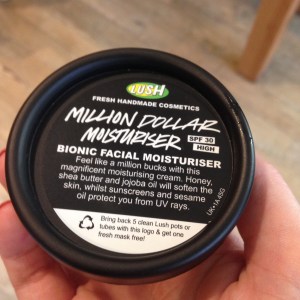 LUSH
FRESH HANDMADE COSMETICS
MILLION DOLLAR
MOISTURISER
SPF 30
HIGH
BIONIC FACIAL MOISTURISER
Feel like a million bucks with this
magnificent moisturising cream. Honey,
shea butter and jojoba oil will soften the
skin, whilst sunscreens and sesame
oil protect you from UV rays.
Bring back 5 clean Lush pots or
tubes with this logo & get one
fresh mask free!